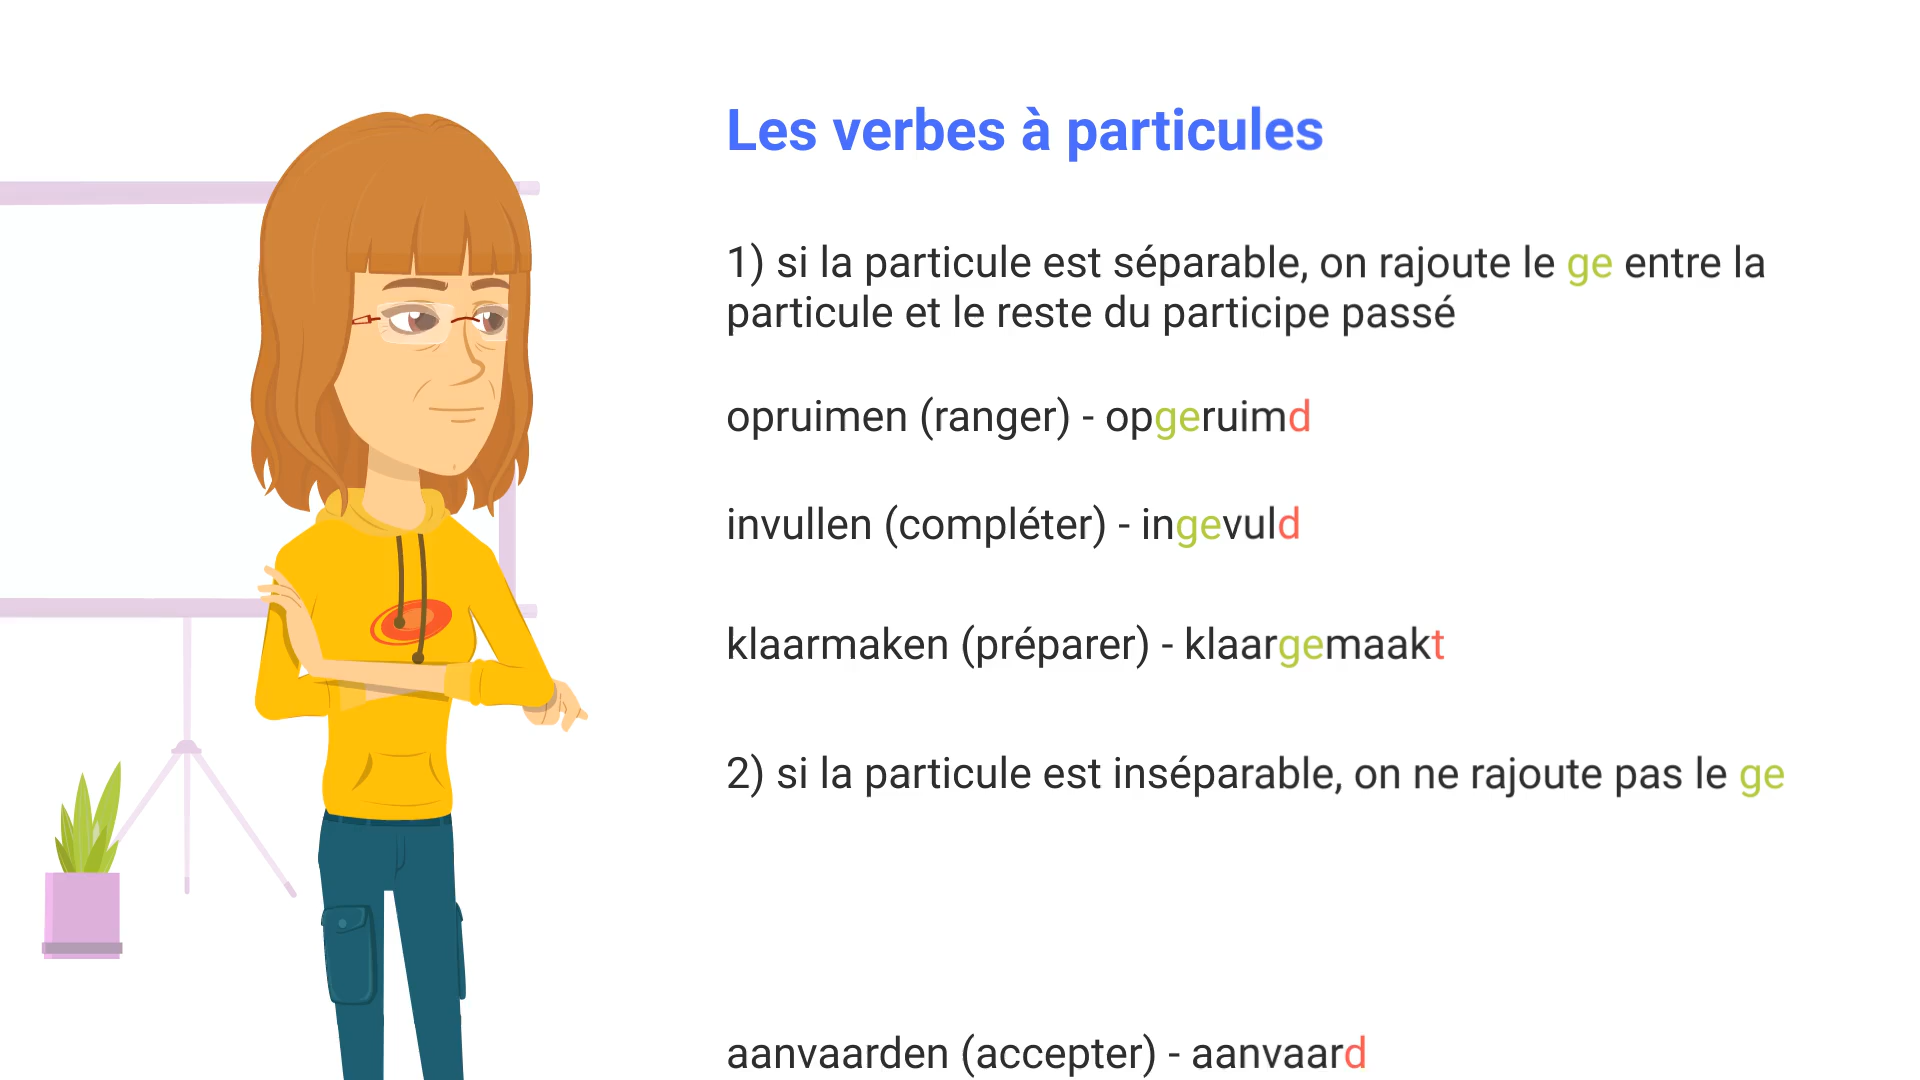 Les verbes à particules
1) si la particule est séparable, on rajoute le ge entre la
particule et le reste du participe passé
opruimen (ranger) - opgeruimd
invullen (compléter) - ingevuld
klaarmaken (préparer) - klaargemaakt
2) si la particule est inséparable, on ne rajoute pas le ge
aanvaarden (accepter) - aanvaard